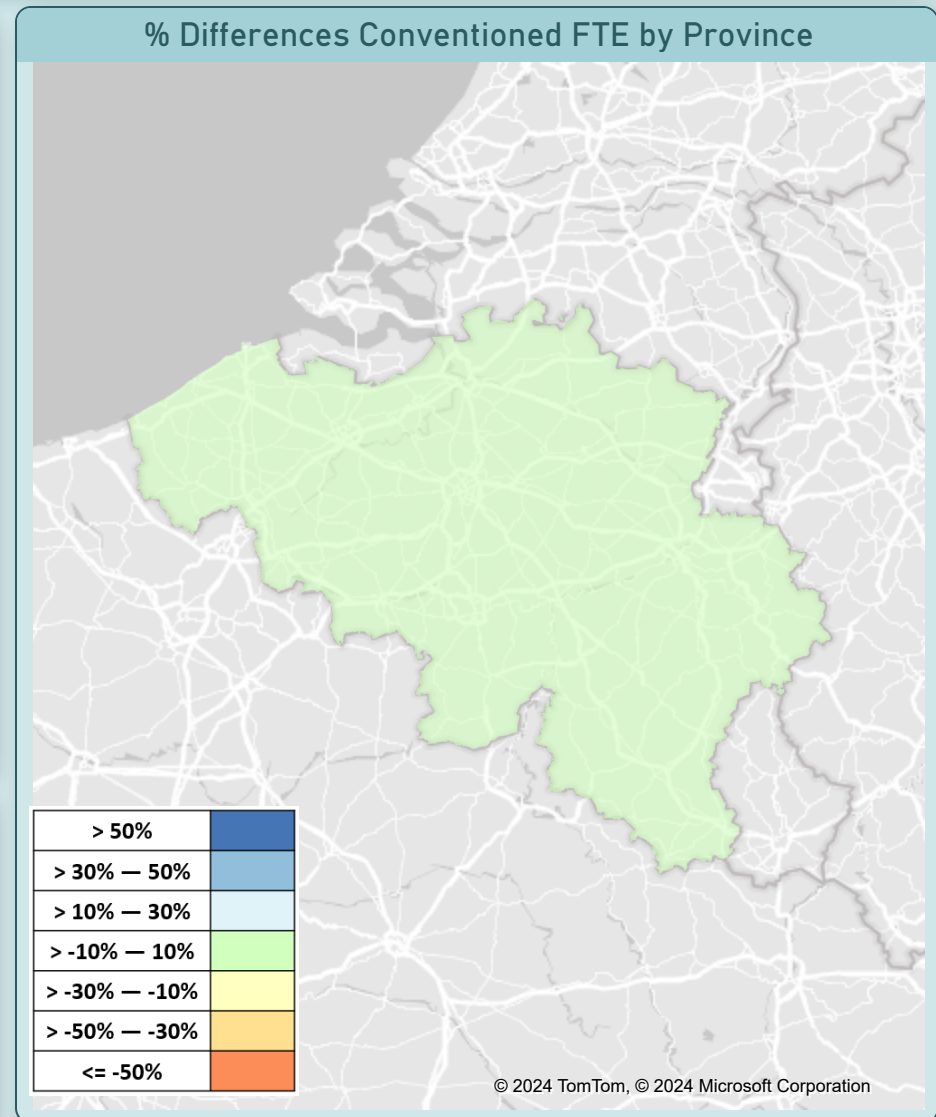 % Differences Conventioned FTE by Province
> 50%
> 30% — 50%
> 10% — 30%
> -10% — 10%
> -30% — -10%
> -50% — -30%
<= -50%
© 2024 TomTom, © 2024 Microsoft Corporation